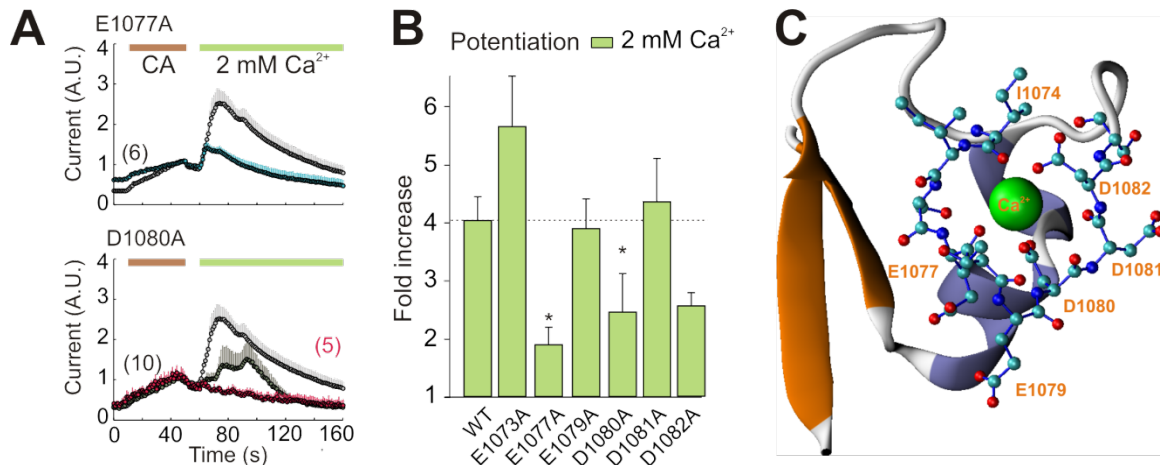 A
E1077A
CA
2 mM Ca²⁺
Current (A.U.)
4
3
2
1
0
(6)
D1080A
Current (A.U.)
4
3
2
1
0
(10)
(5)
0
40
80
120
160
Time (s)
B
Potentiation
2 mM Ca²⁺
Fold increase
6
5
4
3
2
1
*
*
WT
E1073A
E1077A
E1079A
D1080A
D1081A
D1082A
C
I1074
D1082
Ca²⁺
E1077
D1081
D1080
E1079